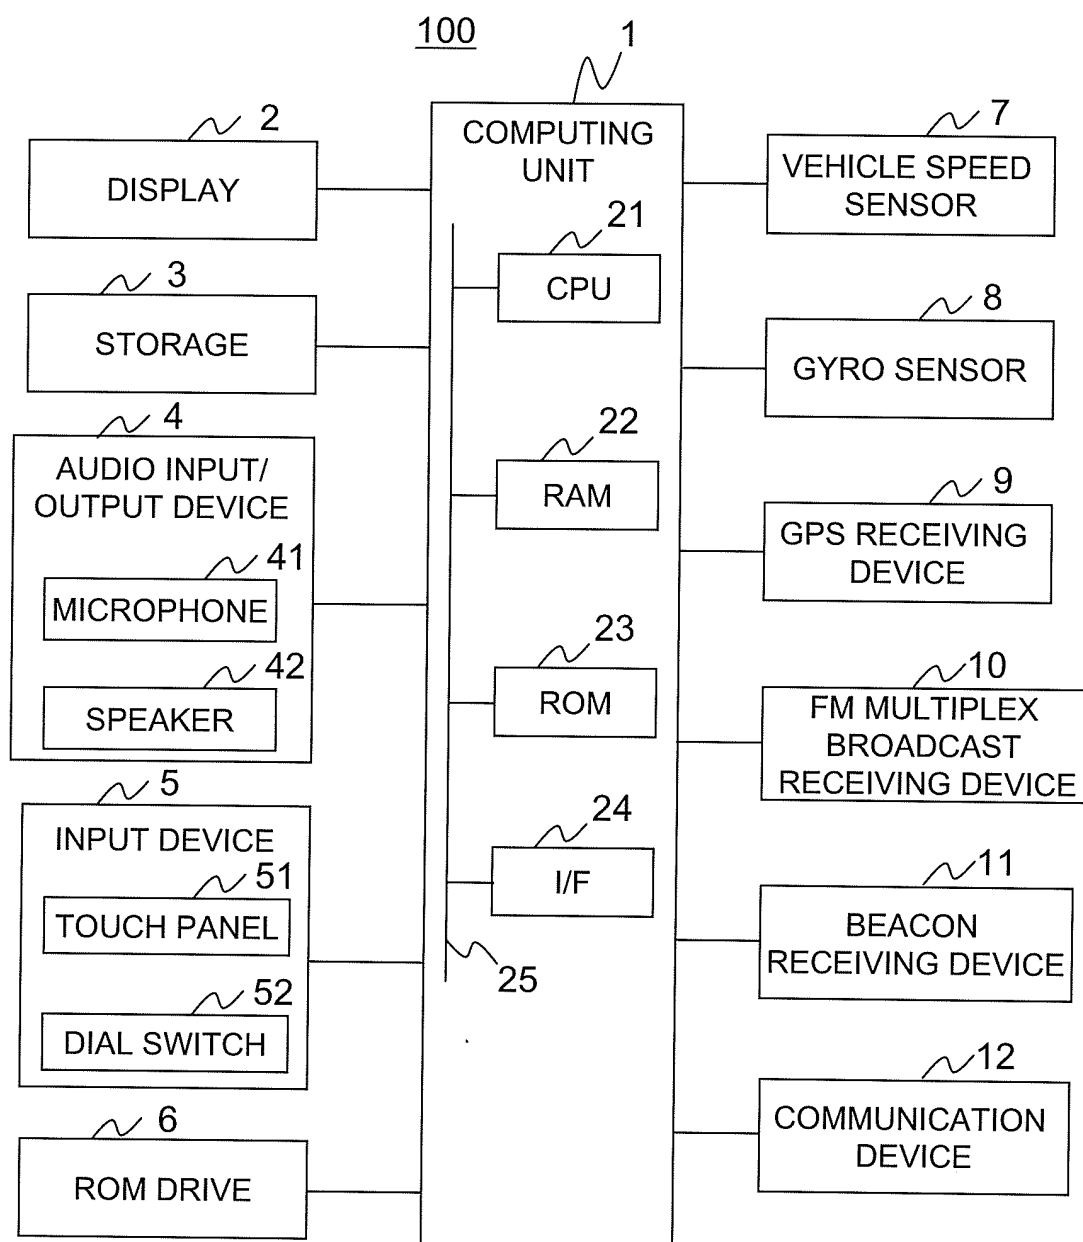 100
1
COMPUTING
UNIT
2
DISPLAY
3
STORAGE
4
AUDIO INPUT/
OUTPUT DEVICE
41
MICROPHONE
42
SPEAKER
5
INPUT DEVICE
51
TOUCH PANEL
52
DIAL SWITCH
6
ROM DRIVE
21
CPU
22
RAM
23
ROM
24
I/F
25
7
VEHICLE SPEED
SENSOR
8
GYRO SENSOR
9
GPS RECEIVING
DEVICE
10
FM MULTIPLEX
BROADCAST
RECEIVING DEVICE
11
BEACON
RECEIVING DEVICE
12
COMMUNICATION
DEVICE